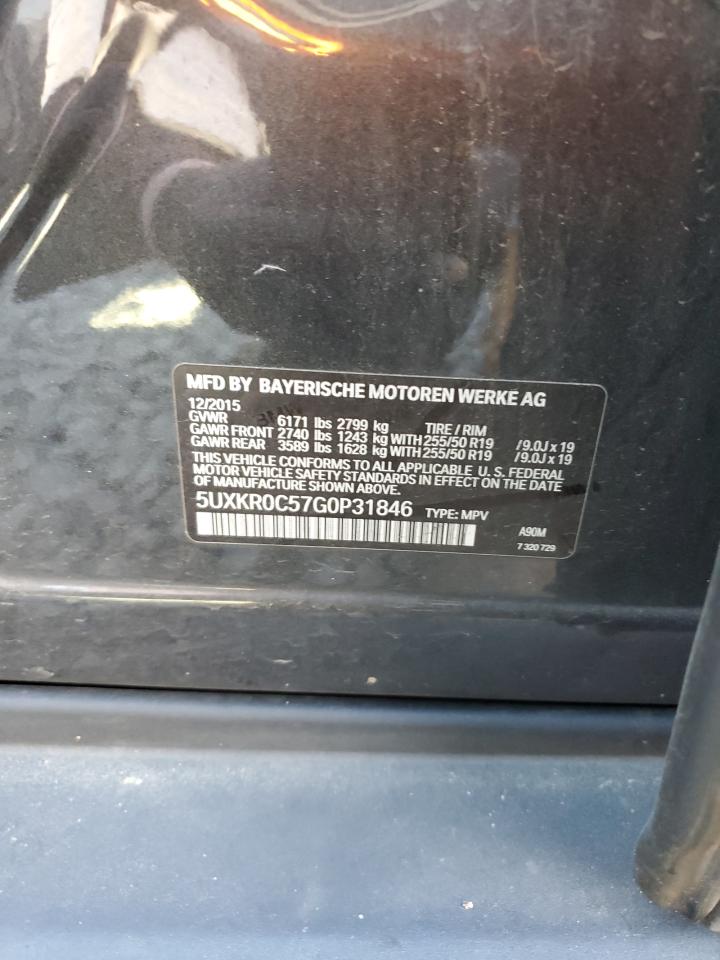 MFD BY BAYERISCHE MOTOREN WERKE AG
12/2015
GVWR 6171 lbs 2799 kg TIRE / RIM
GAWR FRONT 2740 lbs 1243 kg WITH 255/50 R19 /9.0J x 19
GAWR REAR 3589 lbs 1628 kg WITH 255/50 R19 /9.0J x 19
THIS VEHICLE CONFORMS TO ALL APPLICABLE U. S. FEDERAL
MOTOR VEHICLE SAFETY STANDARDS IN EFFECT ON THE DATE
OF MANUFACTURE SHOWN ABOVE.
5UXKR0C57G0P31846 TYPE: MPV
A90M
7 320 729